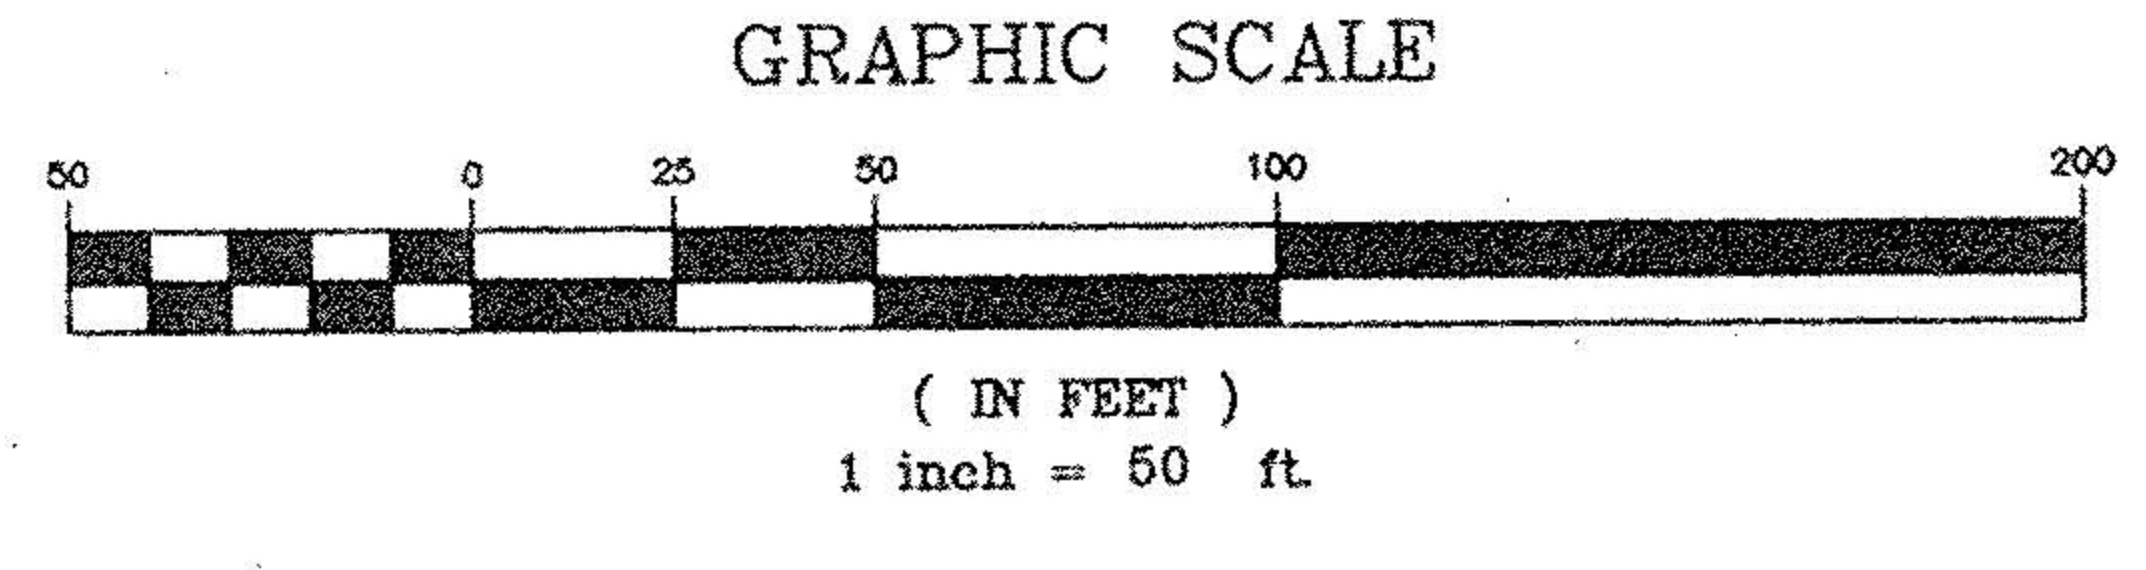 GRAPHIC SCALE
50 0 25 50 100 200
( IN FEET )
1 inch = 50 ft.